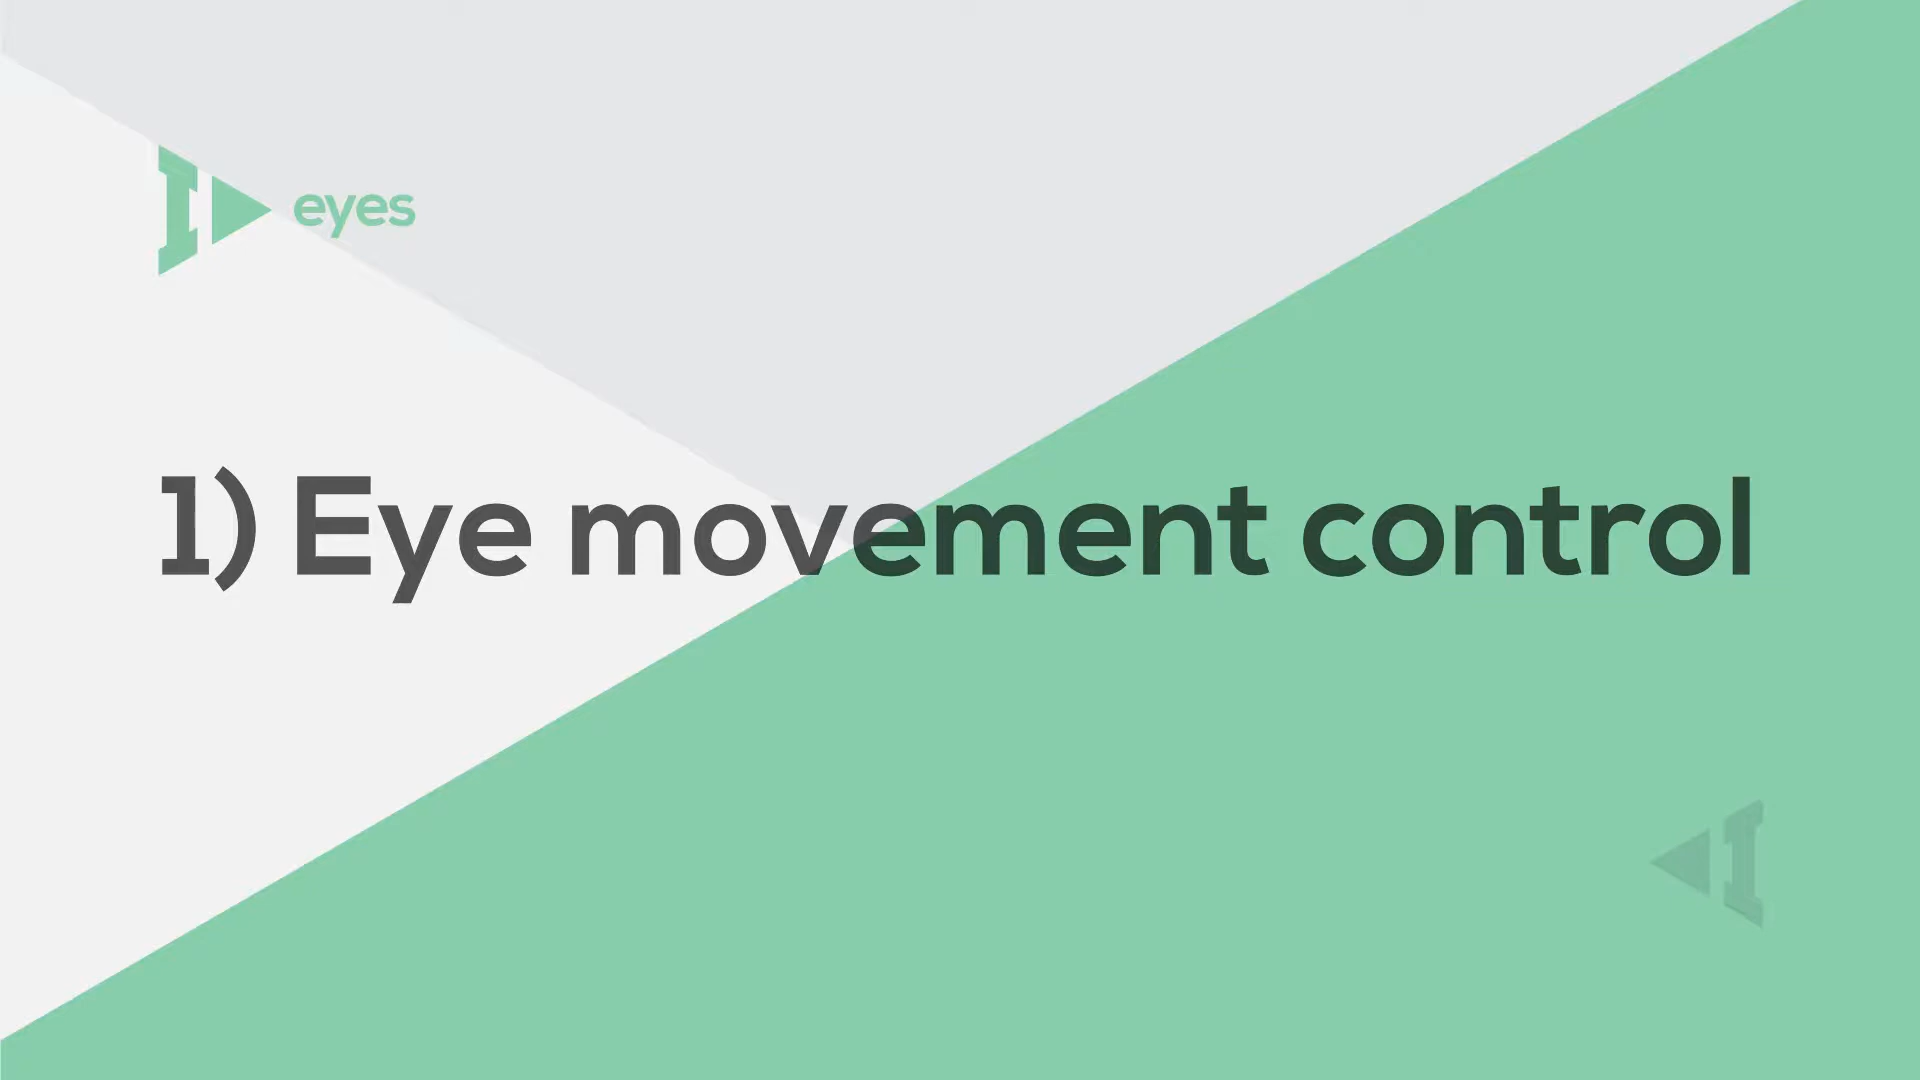 I eyes
1) Eye movement control
I